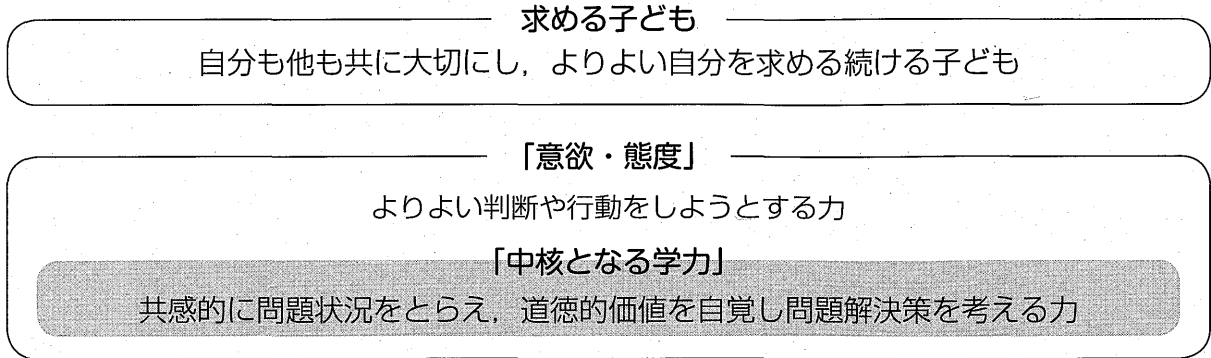 求める子ども
自分も他も共に大切にし，よりよい自分を求める続ける子ども
「意欲・態度」
よりよい判断や行動をしようとする力
「中核となる学力」
共感的に問題状況をとらえ，道徳的価値を自覚し問題解決策を考える力